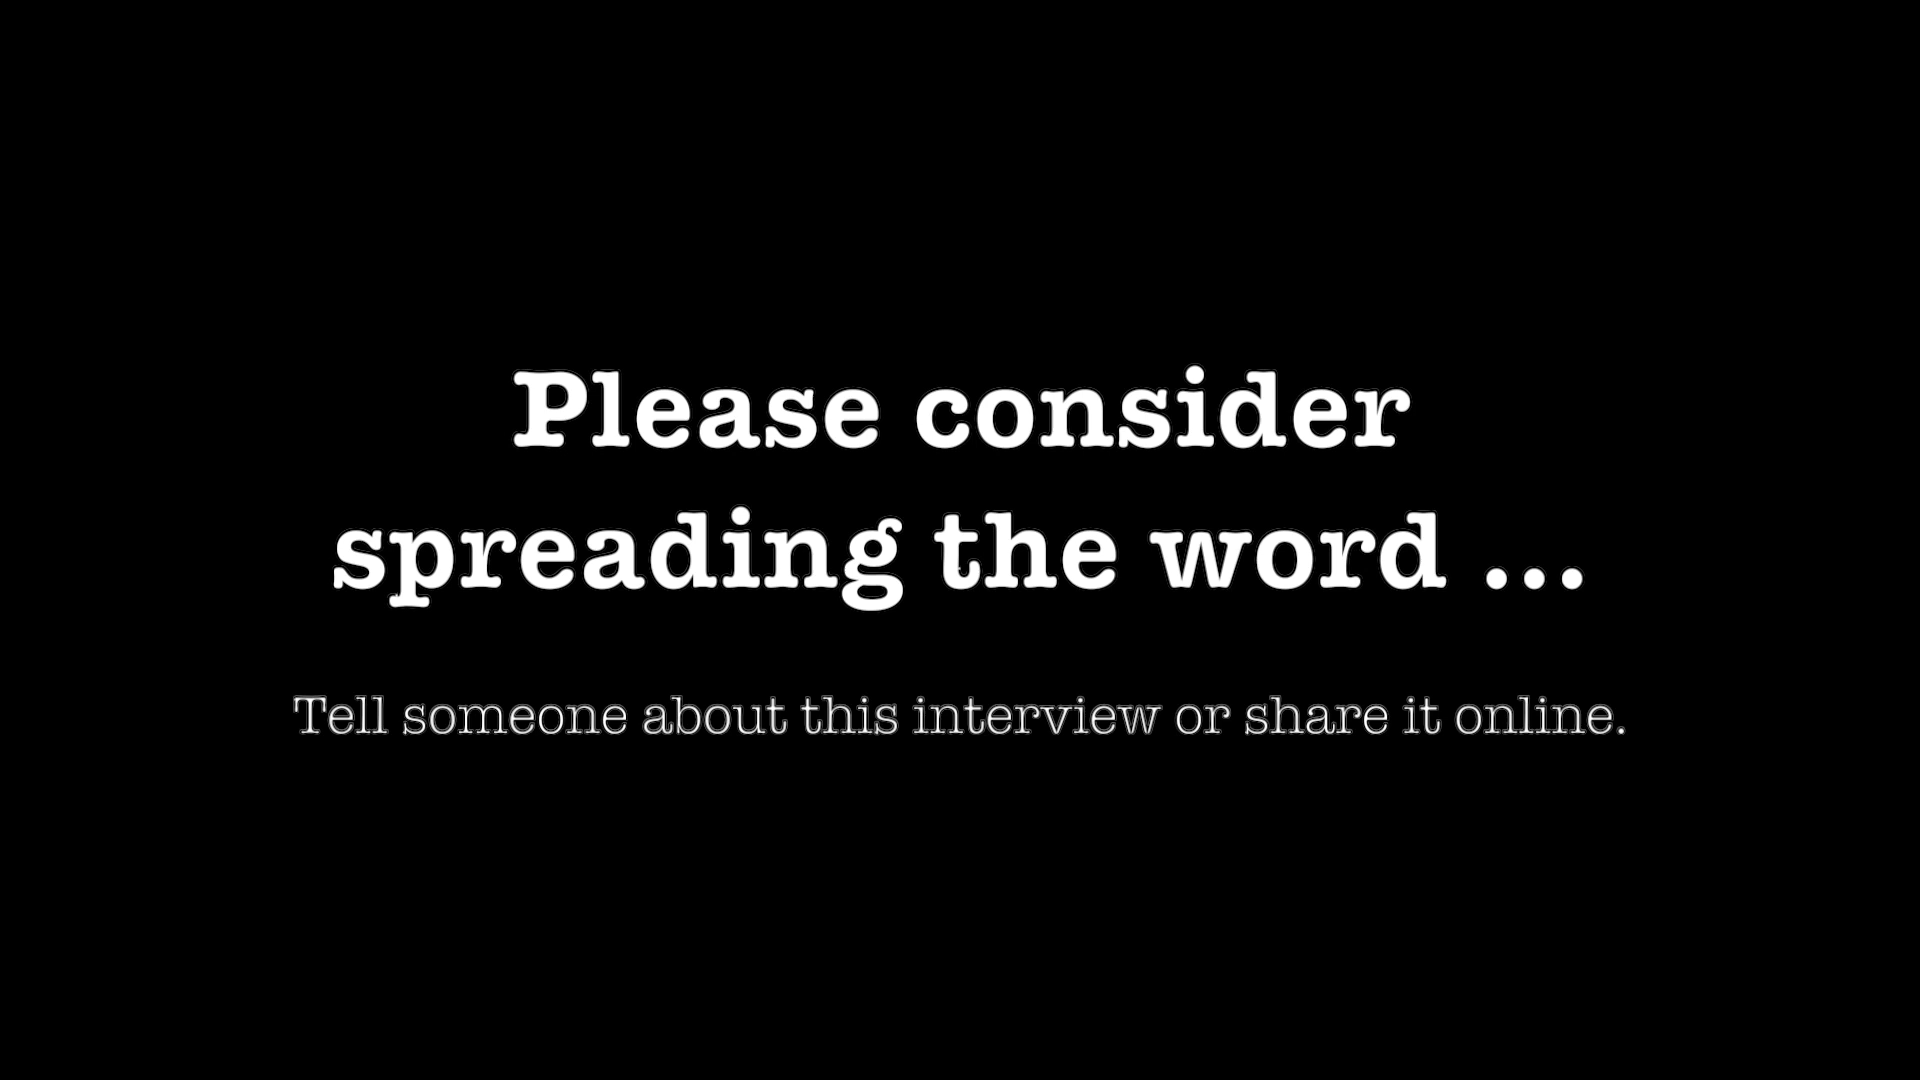 Please consider
spreading the word ...
Tell someone about this interview or share it online.